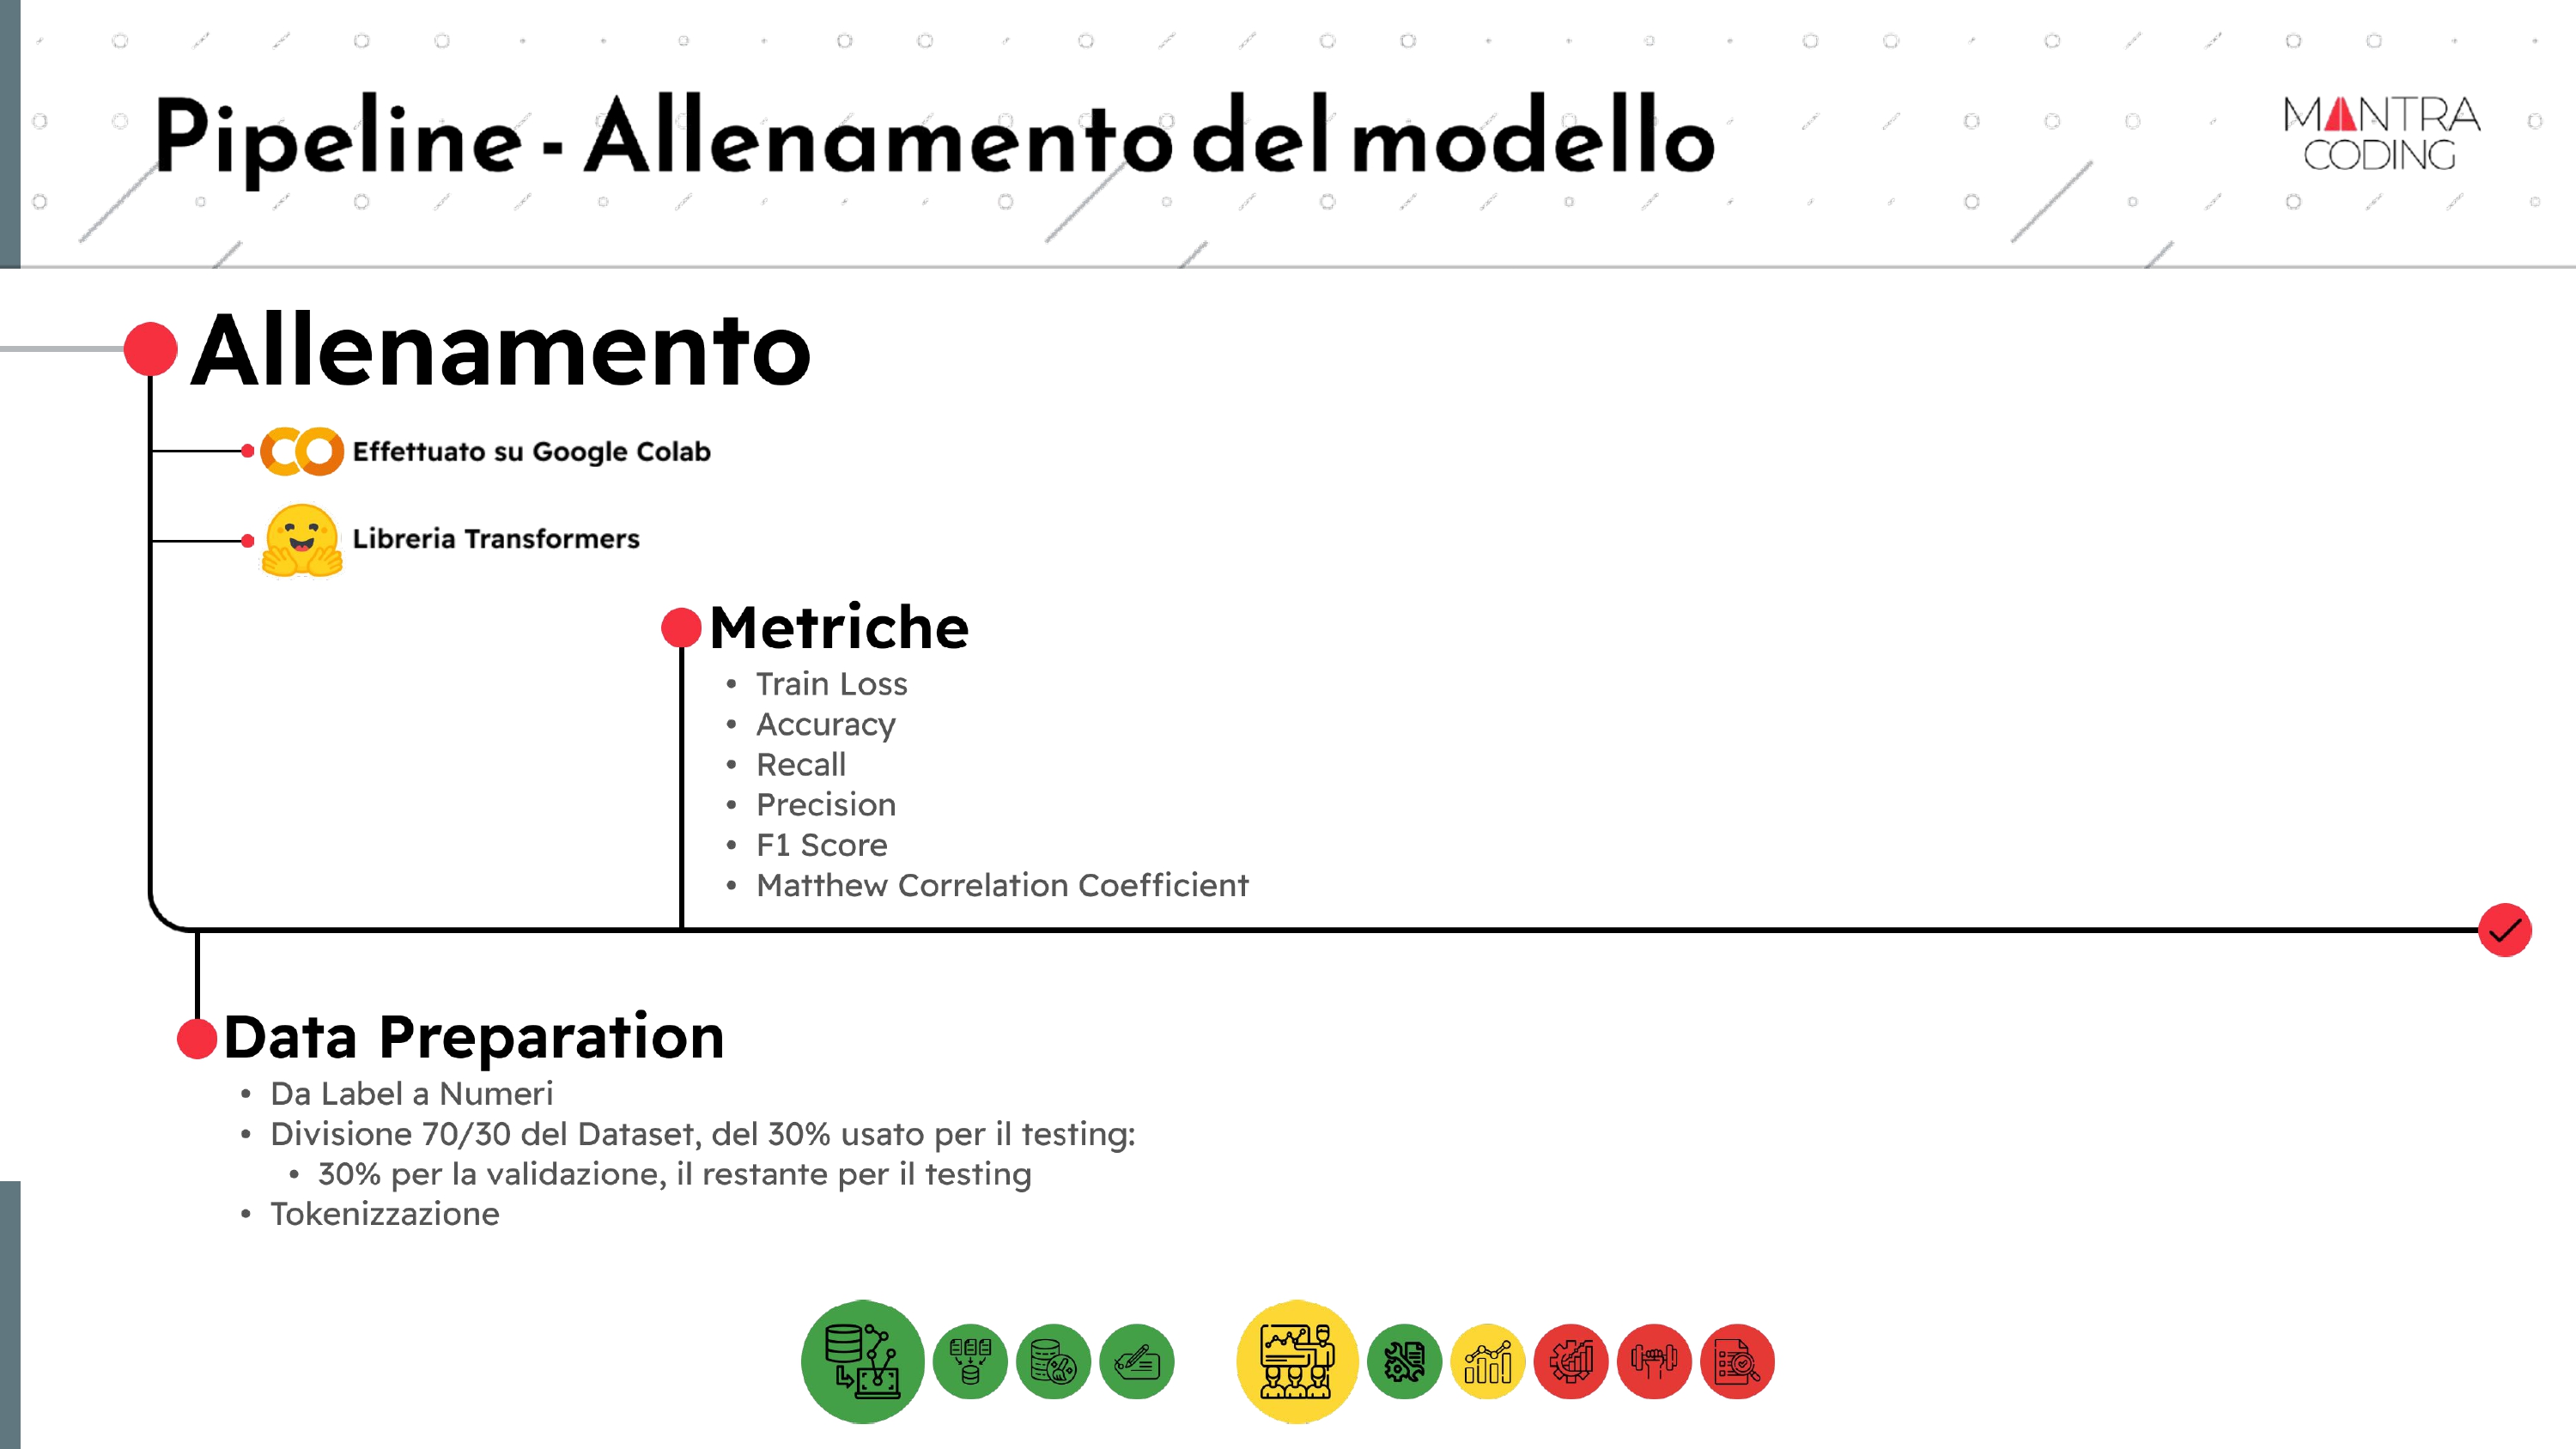 Pipeline - Allenamento del modello
MANTRA
CODING
Allenamento
Effettuato su Google Colab
Libreria Transformers
Metriche
• Train Loss
• Accuracy
• Recall
• Precision
• F1 Score
• Matthew Correlation Coefficient
Data Preparation
• Da Label a Numeri
• Divisione 70/30 del Dataset, del 30% usato per il testing:
• 30% per la validazione, il restante per il testing
• Tokenizzazione